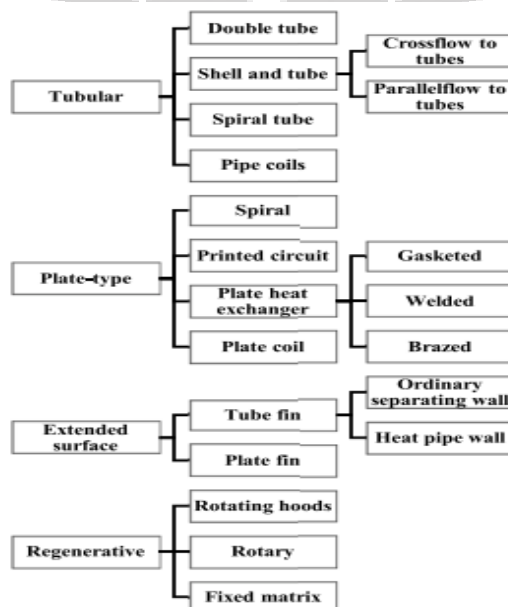 Double tube
Crossflow to
tubes
Shell and tube
Tubular
Parallelflow to
tubes
Spiral tube
Pipe coils
Spiral
Printed circuit
Gasketed
Plate-type
Plate heat
exchanger
Welded
Plate coil
Brazed
Ordinary
separating wall
Tube fin
Extended
surface
Heat pipe wall
Plate fin
Rotating hoods
Regenerative
Rotary
Fixed matrix